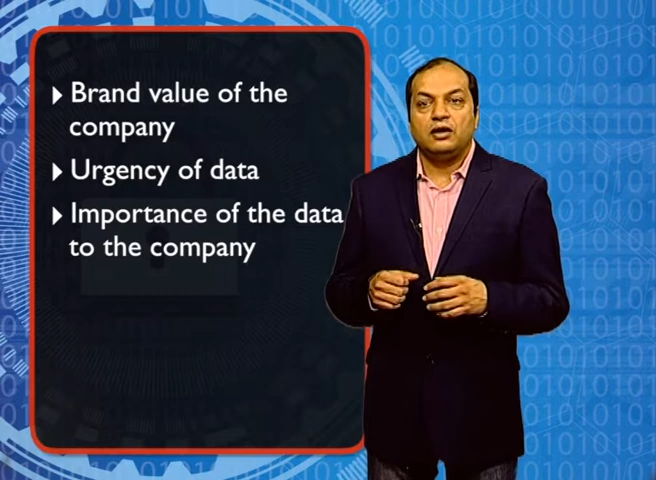 Brand value of the
company
Urgency of data
Importance of the data
to the company